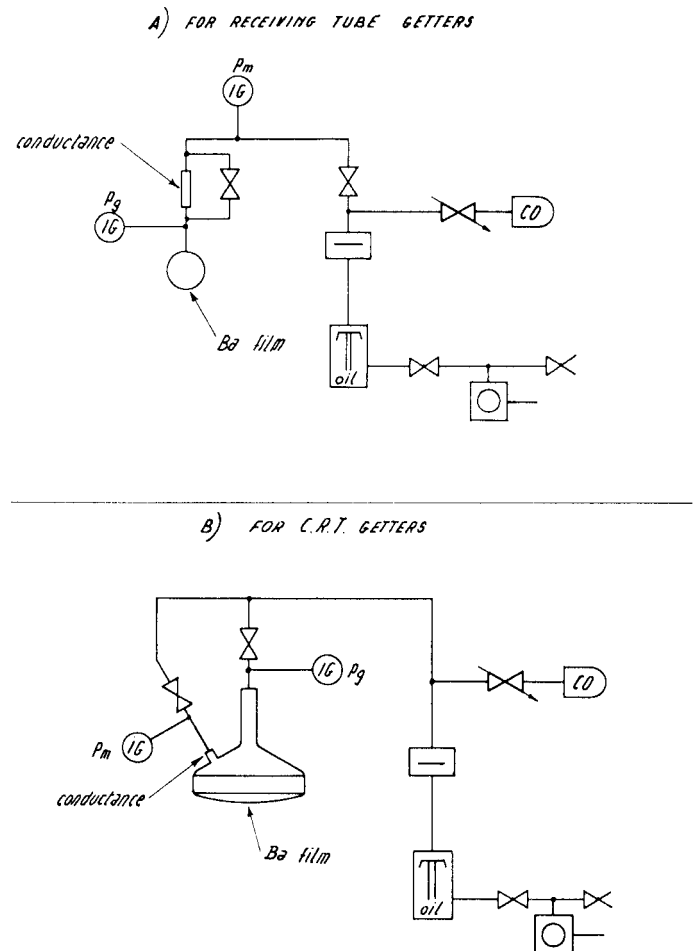 A) FOR RECEIVING TUBE GETTERS
Pm
IG
conductance
Pg
IG
CO
Ba film
oil
B) FOR C.R.T. GETTERS
IG Pg
CO
Pm IG
conductance
Ba film
oil